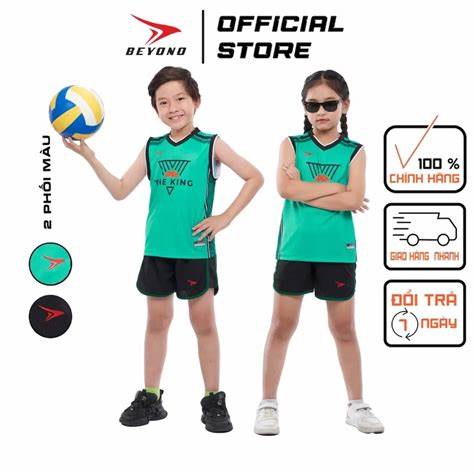 BEYONO
OFFICIAL
STORE
2 PHỐI MÀU
THE KING
100 %
CHÍNH HÃNG
GIAO HÀNG NHANH
ĐỔI TRẢ
7 NGÀY